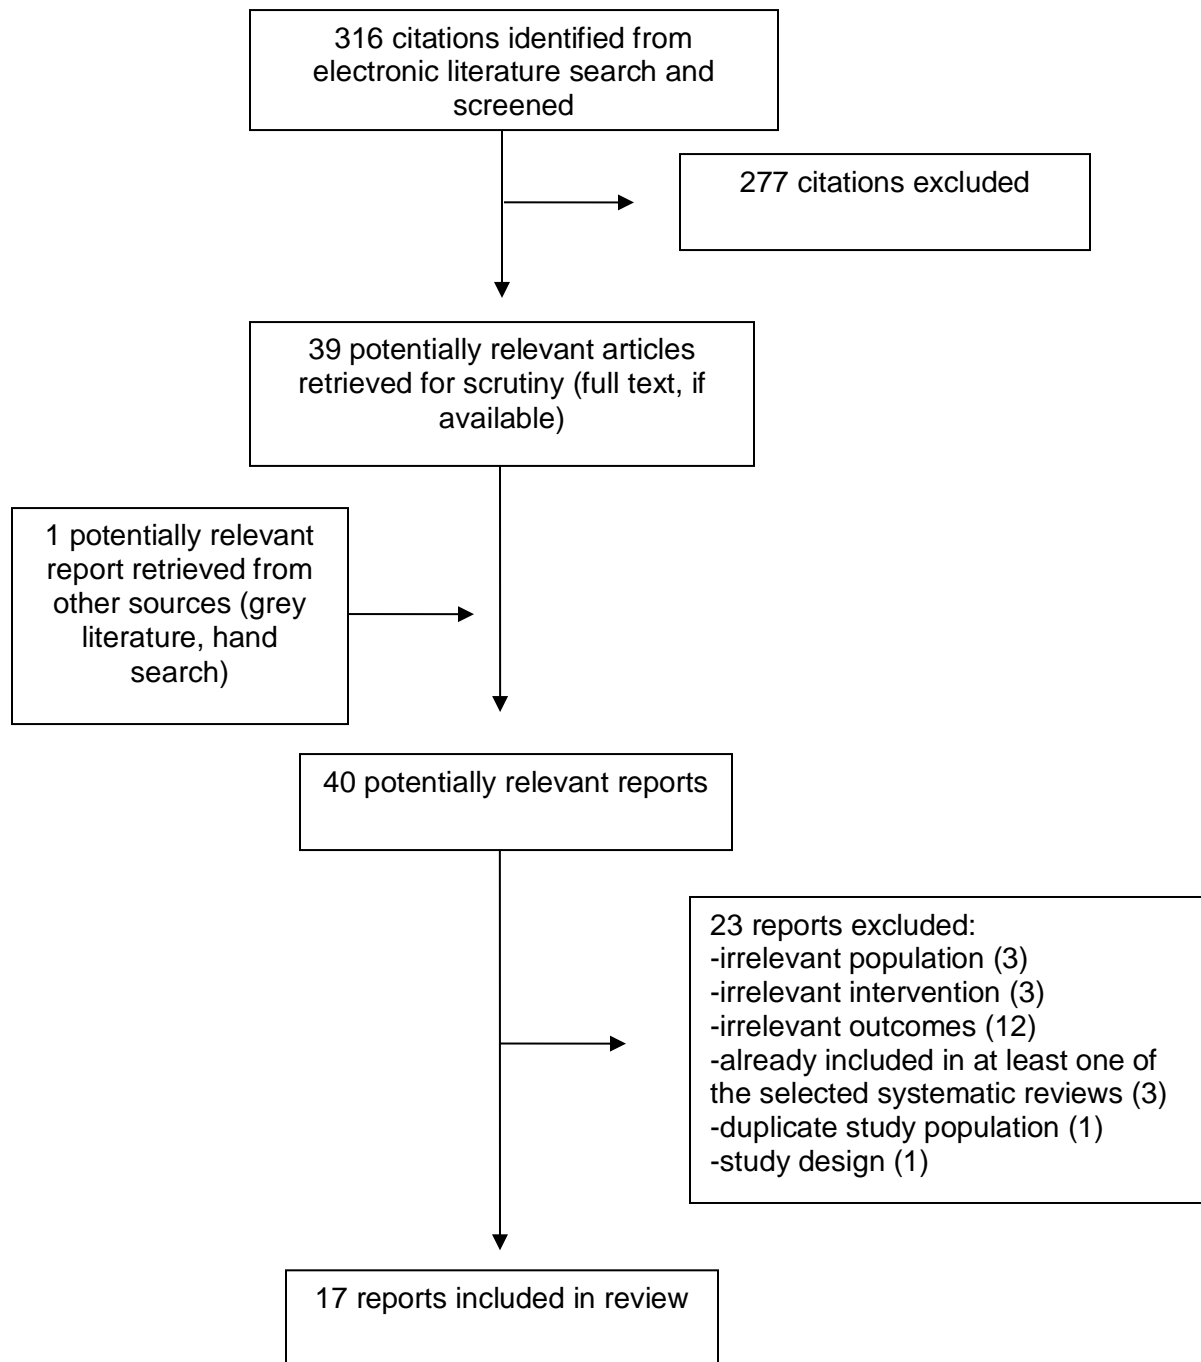 316 citations identified from
electronic literature search and
screened
277 citations excluded
39 potentially relevant articles
retrieved for scrutiny (full text, if
available)
1 potentially relevant
report retrieved from
other sources (grey
literature, hand
search)
40 potentially relevant reports
23 reports excluded:
-irrelevant population (3)
-irrelevant intervention (3)
-irrelevant outcomes (12)
-already included in at least one of
the selected systematic reviews (3)
-duplicate study population (1)
-study design (1)
17 reports included in review